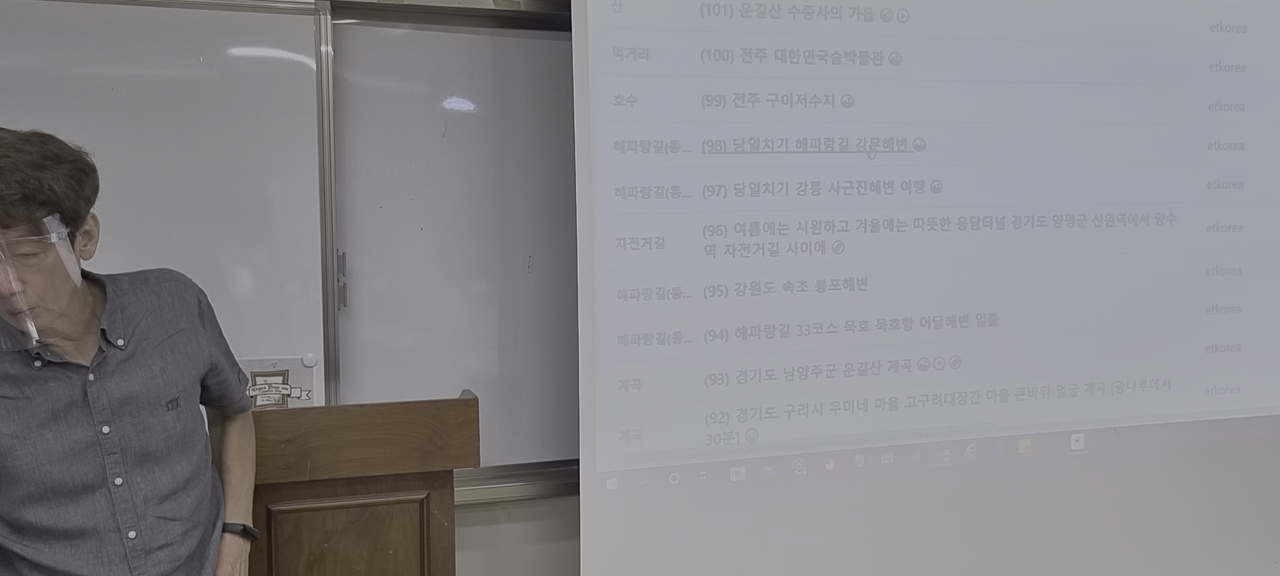 산 (101) 운길산 수종사의 가을 etkorea
먹거리 (100) 전주 대한민국술박물관 etkorea
호수 (99) 전주 구이저수지 etkorea
해파랑길(동... (98) 당일치기 해파랑길 강문해변 etkorea
해파랑길(동... (97) 당일치기 강릉 사근진해변 여행 etkorea
자전거길 (96) 여름에는 시원하고 겨울에는 따뜻한 용담터널 경기도 양평군 신원역에서 양수 etkorea
역 자전거길 사이에
해파랑길(동... (95) 강원도 속초 봉포해변 etkorea
해파랑길(동... (94) 해파랑길 33코스 묵호 묵호항 어달해변 일출 etkorea
계곡 (93) 경기도 남양주군 운길산 계곡 etkorea
계곡 (92) 경기도 구리시 우미네 마을 고구려대장간 마을 큰바위 얼굴 계곡 [광나루에서 etkorea
30분]